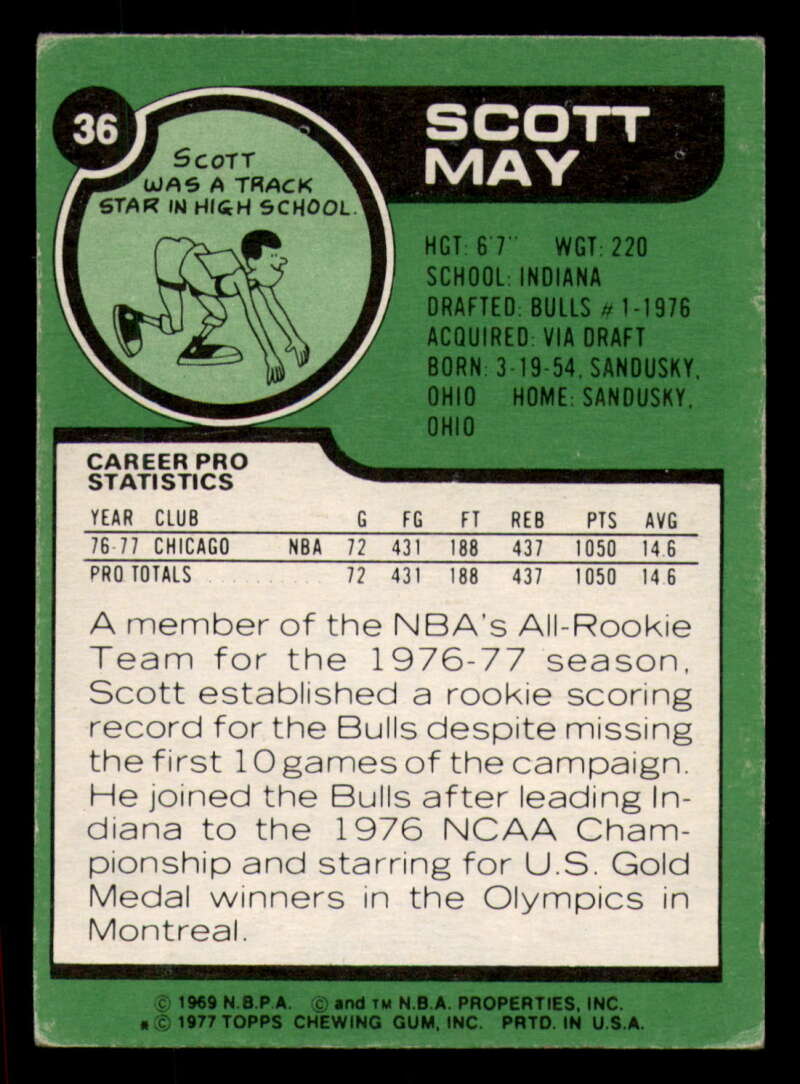 36
SCOTT
WAS A TRACK
STAR IN HIGH SCHOOL.
SCOTT
MAY
HGT: 6'7" WGT: 220
SCHOOL: INDIANA
DRAFTED: BULLS # 1-1976
ACQUIRED: VIA DRAFT
BORN: 3-19-54, SANDUSKY,
OHIO HOME: SANDUSKY,
OHIO
CAREER PRO
STATISTICS
YEAR CLUB G FG FT REB PTS AVG
76-77 CHICAGO NBA 72 431 188 437 1050 14.6
PRO TOTALS . . . . . . . . . . 72 431 188 437 1050 14.6
A member of the NBA's All-Rookie
Team for the 1976-77 season,
Scott established a rookie scoring
record for the Bulls despite missing
the first 10 games of the campaign.
He joined the Bulls after leading In-
diana to the 1976 NCAA Cham-
pionship and starring for U.S. Gold
Medal winners in the Olympics in
Montreal.
© 1969 N.B.P.A. © and TM N.B.A. PROPERTIES, INC.
* © 1977 TOPPS CHEWING GUM, INC. PRTD. IN U.S.A.